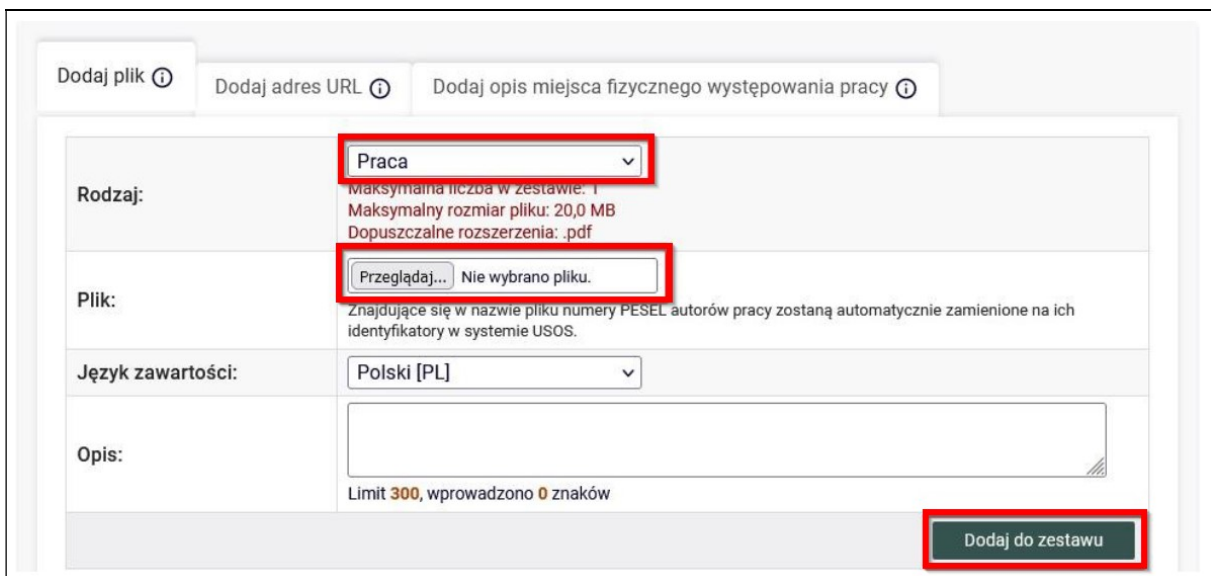 Dodaj plik
Dodaj adres URL
Dodaj opis miejsca fizycznego występowania pracy
Rodzaj:
Praca
Maksymalna liczba w zestawie: 1
Maksymalny rozmiar pliku: 20,0 MB
Dopuszczalne rozszerzenia: .pdf
Plik:
Przeglądaj... Nie wybrano pliku.
Znajdujące się w nazwie pliku numery PESEL autorów pracy zostaną automatycznie zamienione na ich
identyfikatory w systemie USOS.
Język zawartości:
Polski [PL]
Opis:
Limit 300, wprowadzono 0 znaków
Dodaj do zestawu